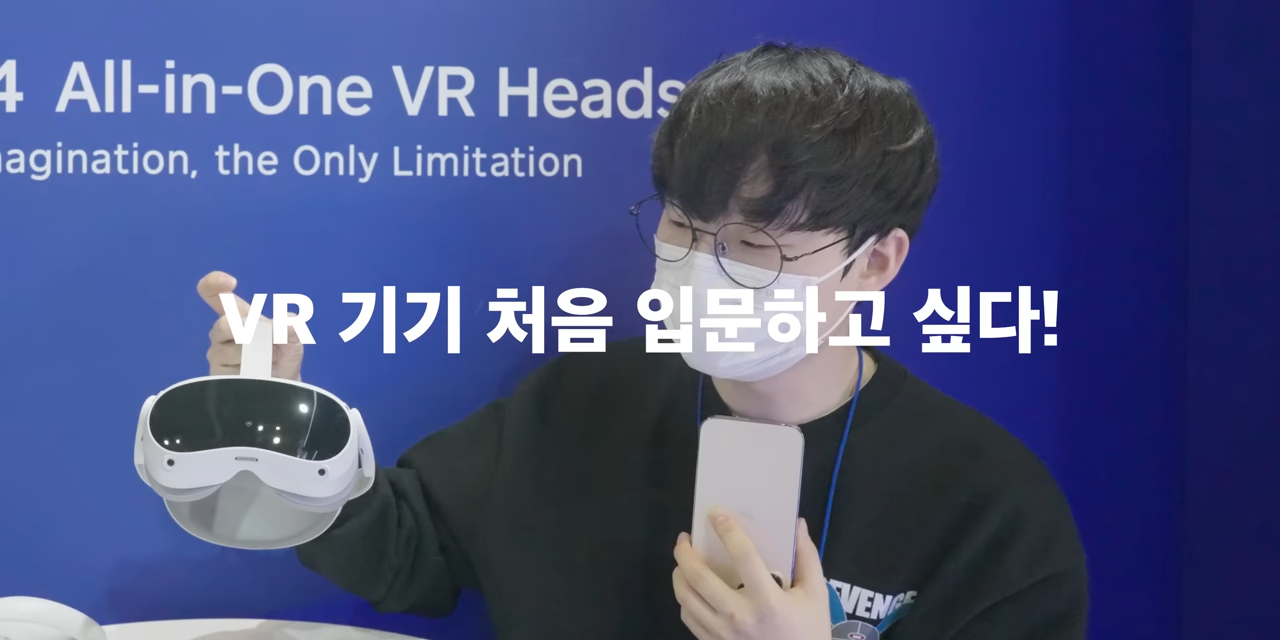 4 All-in-One VR Heads
agination, the Only Limitation
VR 기기 처음 입문하고 싶다!
EVENGE